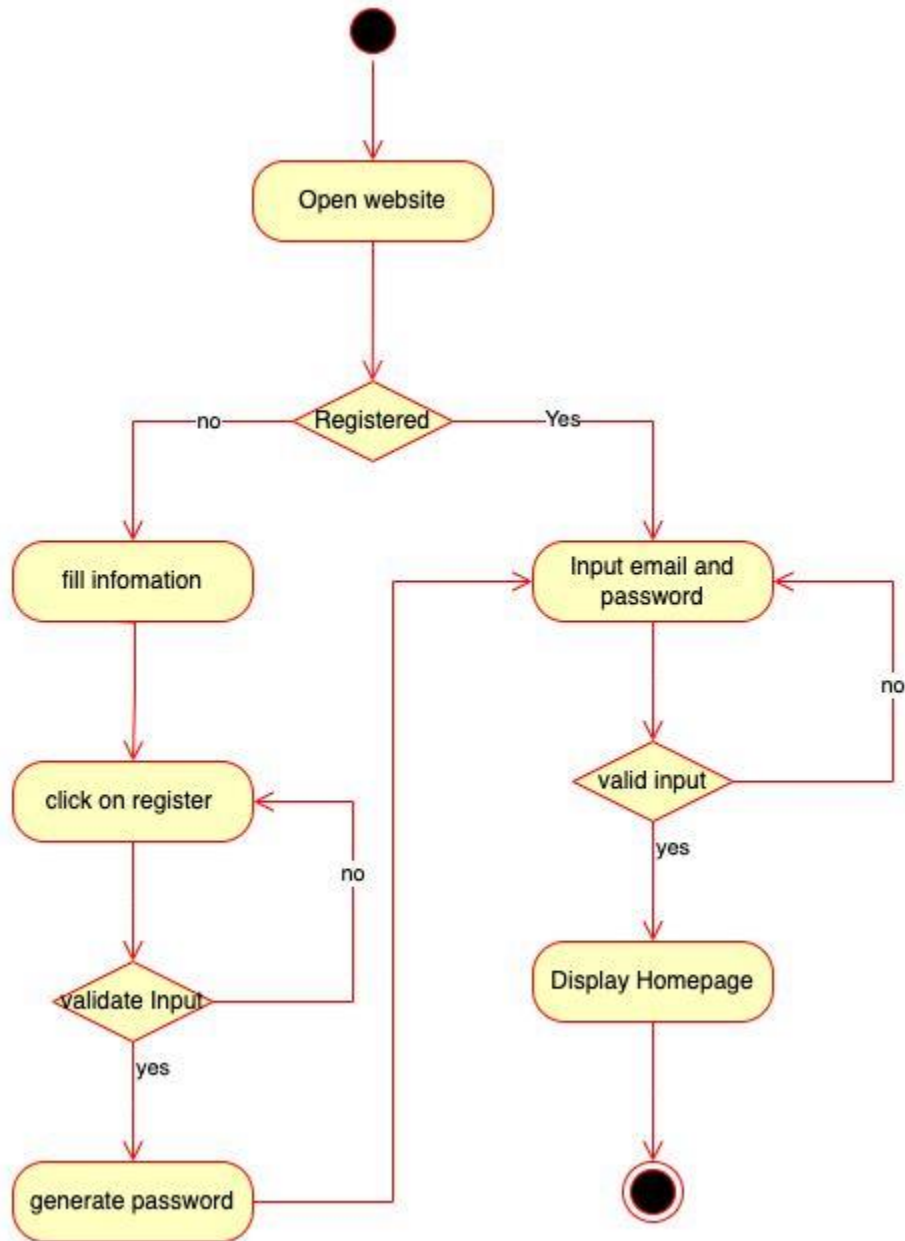 Open website
Registered
no
Yes
fill infomation
Input email and
password
no
click on register
valid input
no
yes
validate Input
Display Homepage
yes
generate password